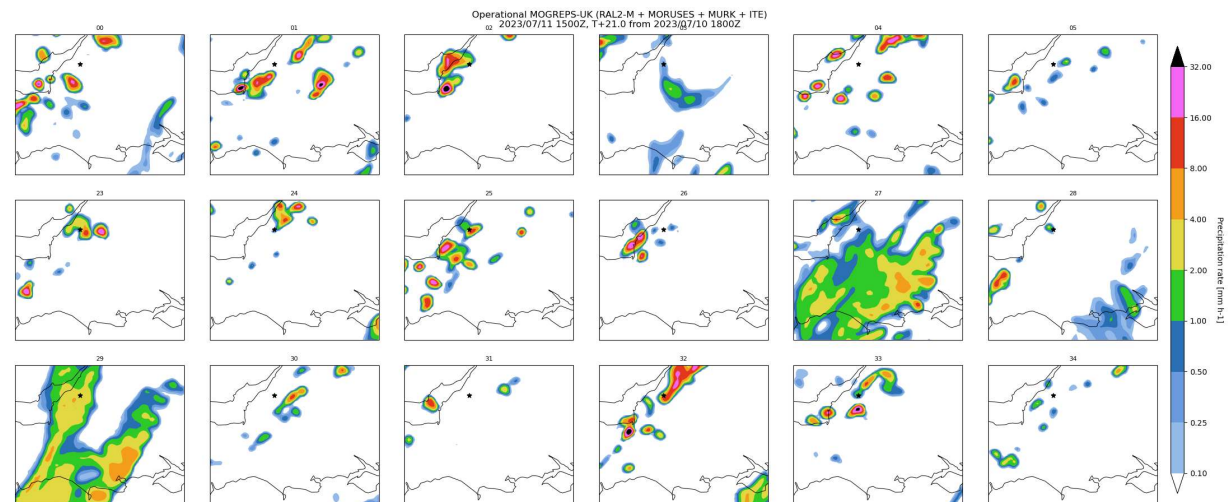 Operational MOGREPS-UK (RAL2-M + MORUSES + MURK + ITE)
2023/07/11 1500Z, T+21.0 from 2023/07/10 1800Z
00 01 02 03 04 05
23 24 25 26 27 28
29 30 31 32 33 34
32.00
16.00
8.00
4.00
2.00
1.00
0.50
0.25
0.10
Precipitation rate [mm h-1]